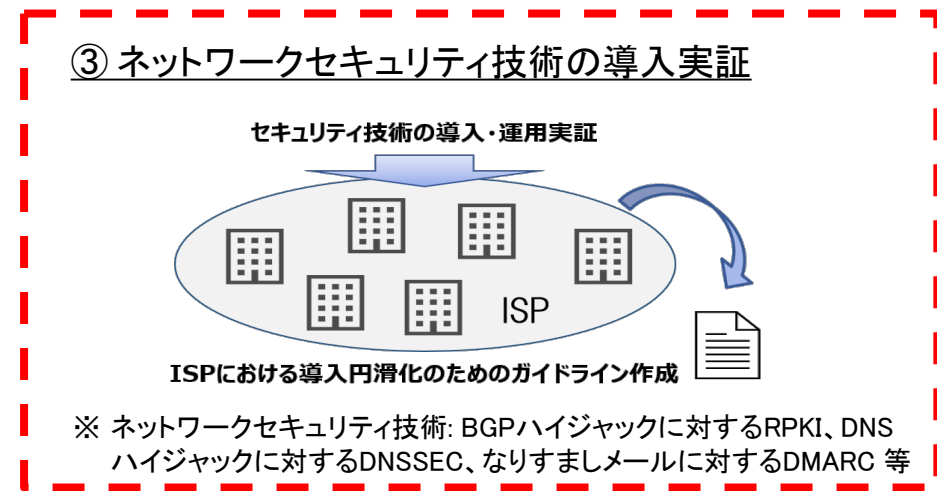 ③ ネットワークセキュリティ技術の導入実証
セキュリティ技術の導入・運用実証
ISP
ISPにおける導入円滑化のためのガイドライン作成
※ ネットワークセキュリティ技術: BGPハイジャックに対するRPKI、DNS
ハイジャックに対するDNSSEC、なりすましメールに対するDMARC 等